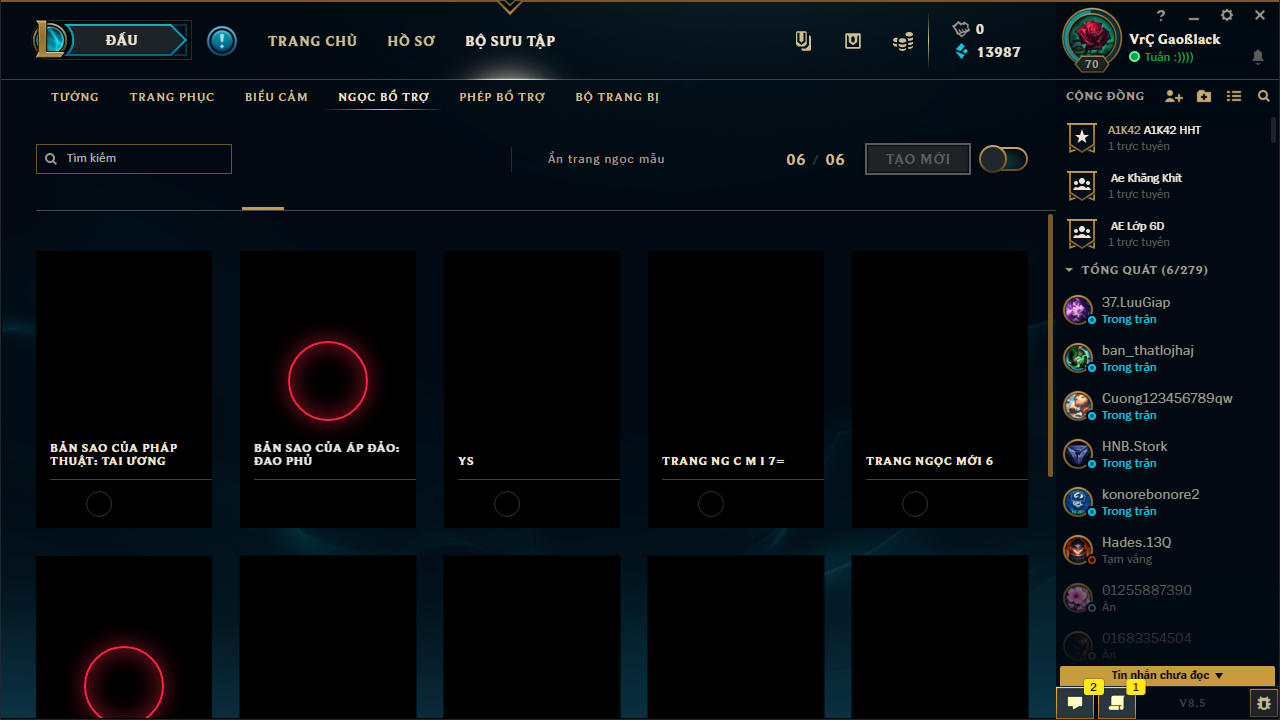 ĐẤU
!
TRANG CHỦ
HỒ SƠ
BỘ SƯU TẬP
0
13987
?
VrÇ Gaoßlack
70
Tuấn :))))
TƯỚNG
TRANG PHỤC
BIỂU CẢM
NGỌC BỔ TRỢ
PHÉP BỔ TRỢ
BỘ TRANG BỊ
CỘNG ĐỒNG
Tìm kiếm
Ẩn trang ngọc mẫu
06 / 06
TẠO MỚI
BẢN SAO CỦA PHÁP
THUẬT: TAI ƯƠNG
BẢN SAO CỦA ÁP ĐẢO:
ĐAO PHỦ
YS
TRANG NG C M I 7=
TRANG NGỌC MỚI 6
A1K42 A1K42 HHT
1 trực tuyến
Ae Khăng Khít
1 trực tuyến
AE Lớp 6D
1 trực tuyến
TỔNG QUÁT (6/279)
37.LuuGiap
Trong trận
ban_thatlojhaj
Trong trận
Cuong123456789qw
Trong trận
HNB.Stork
Trong trận
konorebonore2
Trong trận
Hades.13Q
Tạm vắng
01255887390
Ẩn
01683354504
Ẩn
Tin nhắn chưa đọc
2
1
V8.5